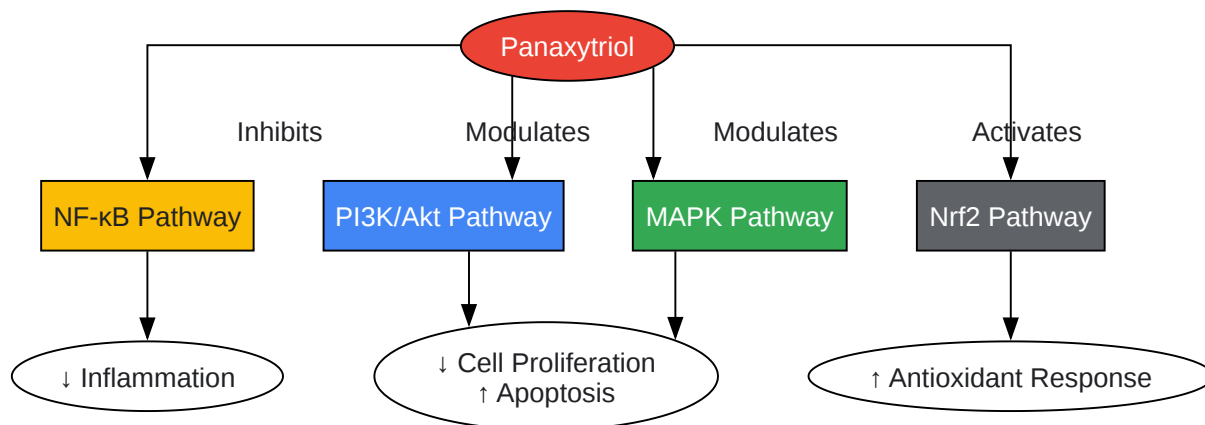 Panaxytriol
Inhibits
Modulates
Modulates
Activates
NF-κB Pathway
PI3K/Akt Pathway
MAPK Pathway
Nrf2 Pathway
↓ Inflammation
↓ Cell Proliferation
↑ Apoptosis
↑ Antioxidant Response